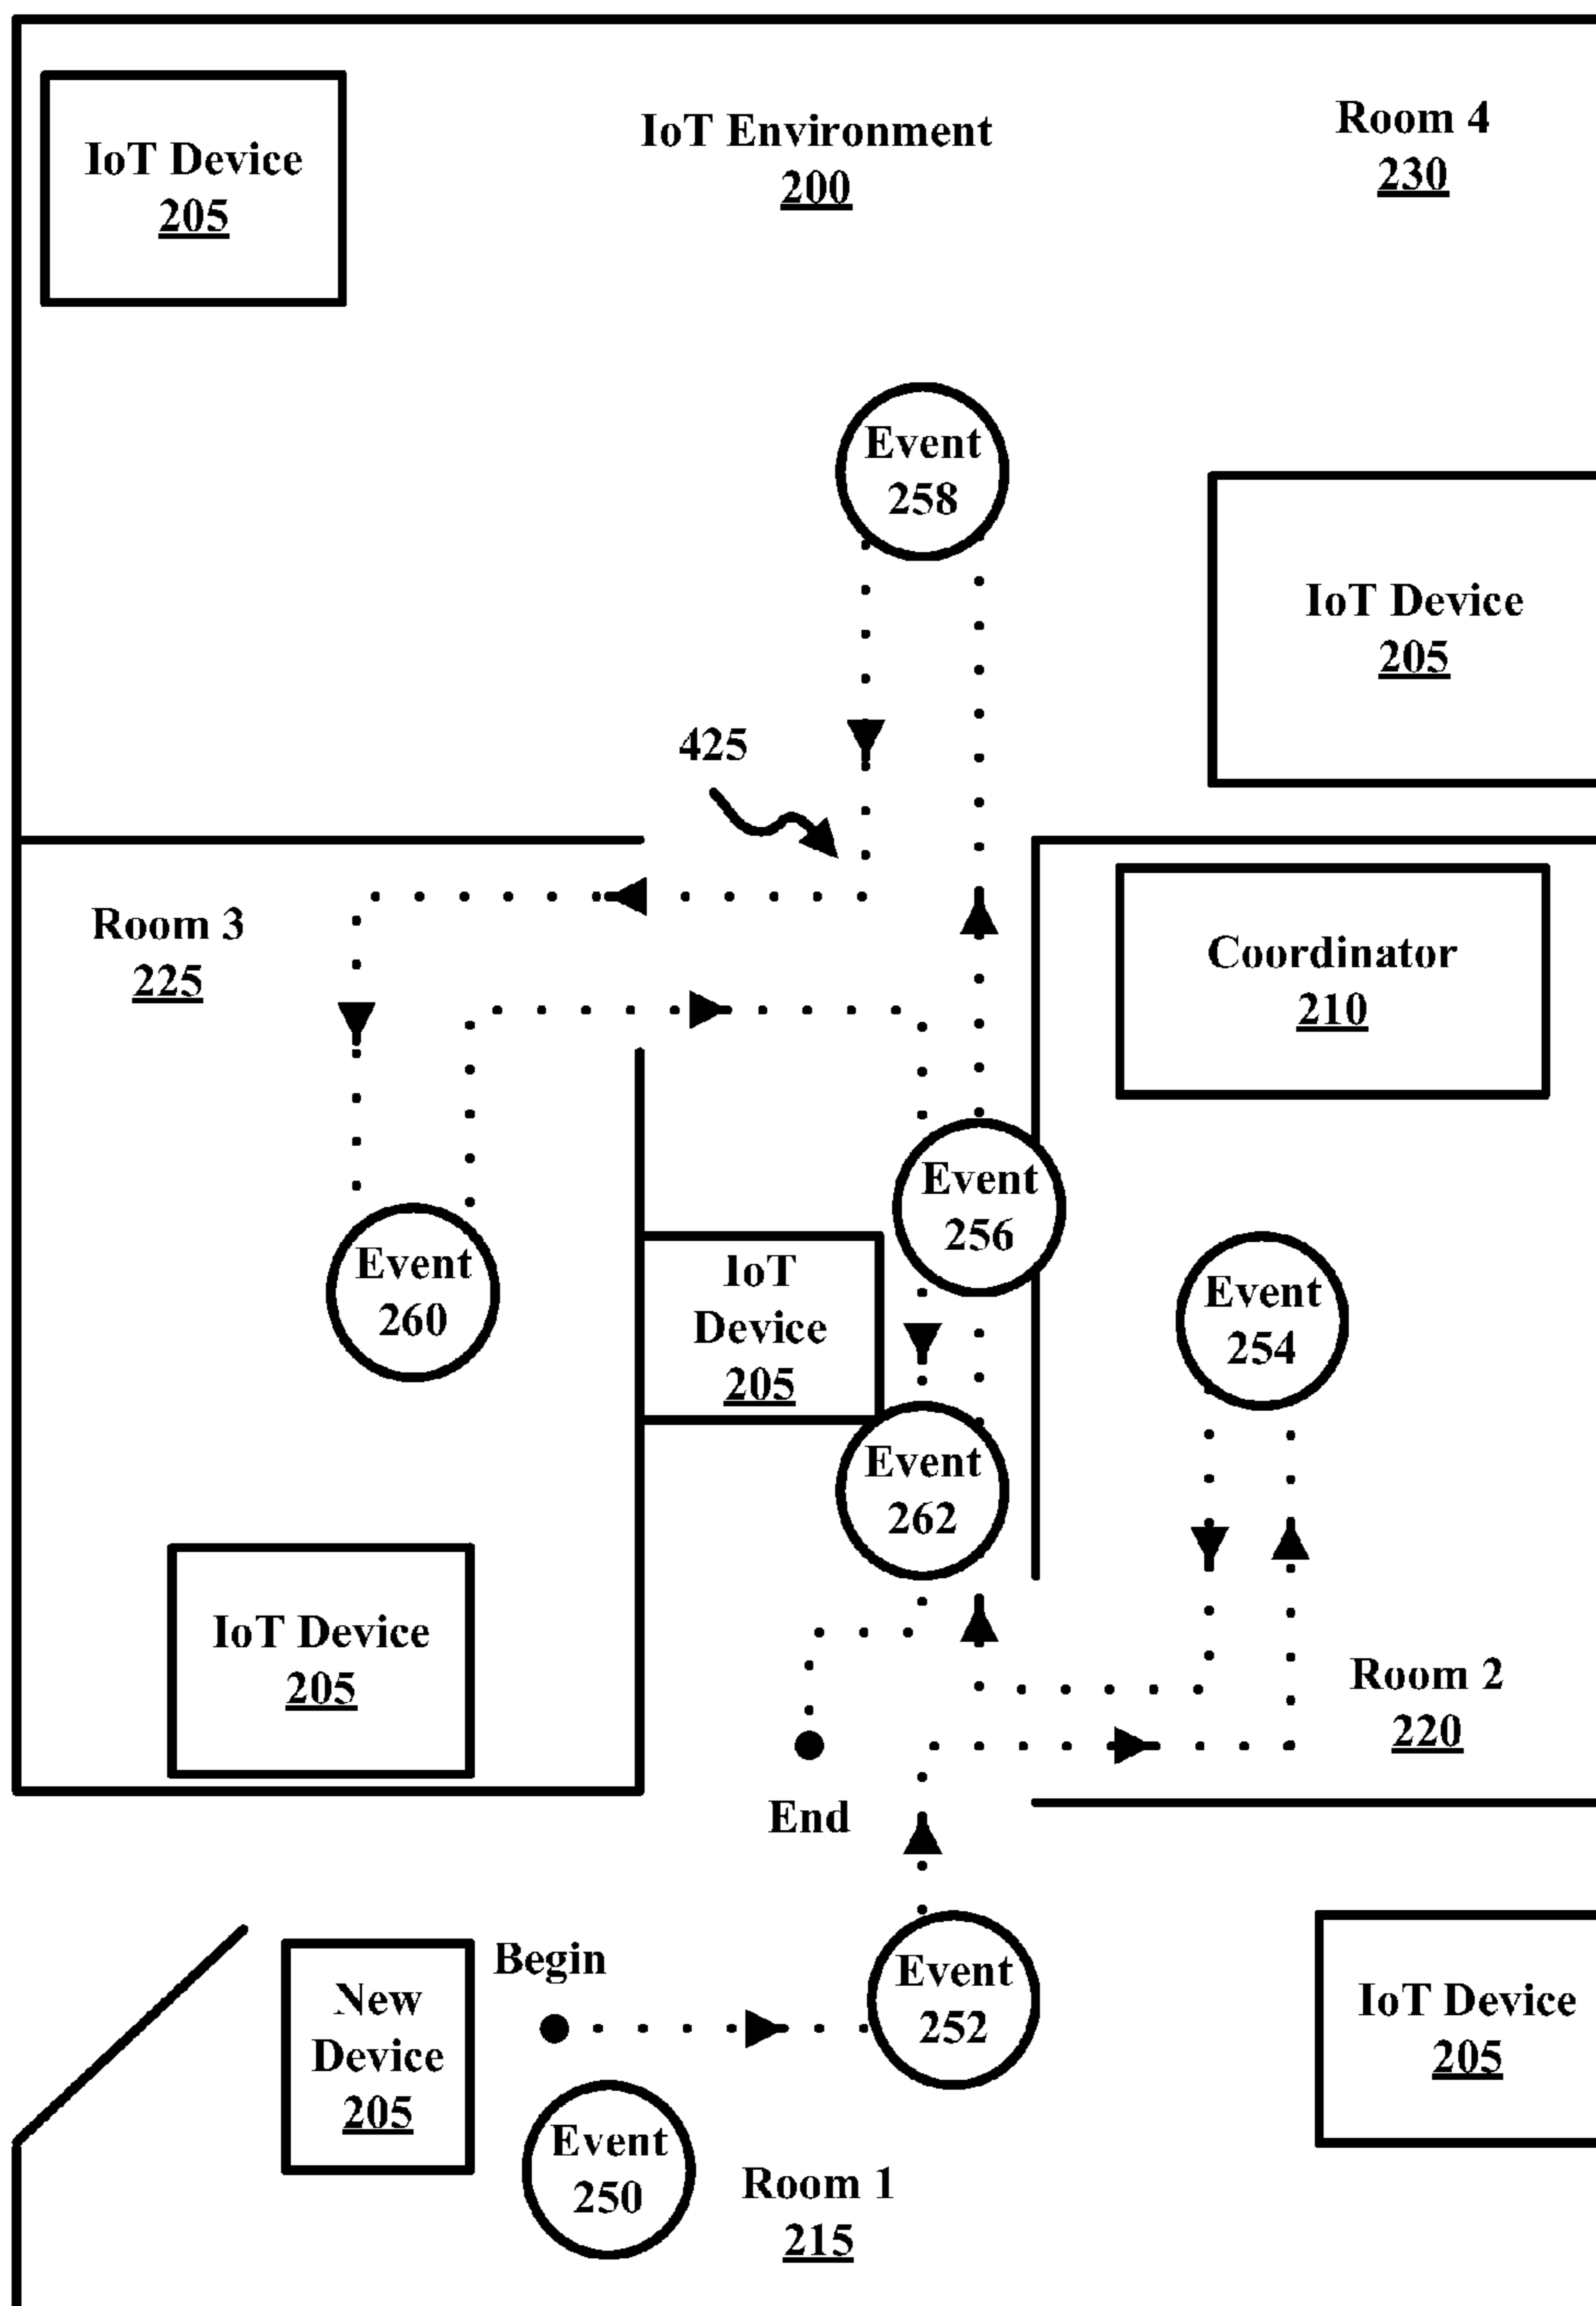 IoT Device
205
IoT Environment
200
Room 4
230
Event
258
IoT Device
205
425
Room 3
225
Coordinator
210
Event
256
Event
260
IoT
Device
205
Event
254
Event
262
IoT Device
205
Room 2
220
End
Begin
New
Device
205
Event
252
IoT Device
205
Event
250
Room 1
215